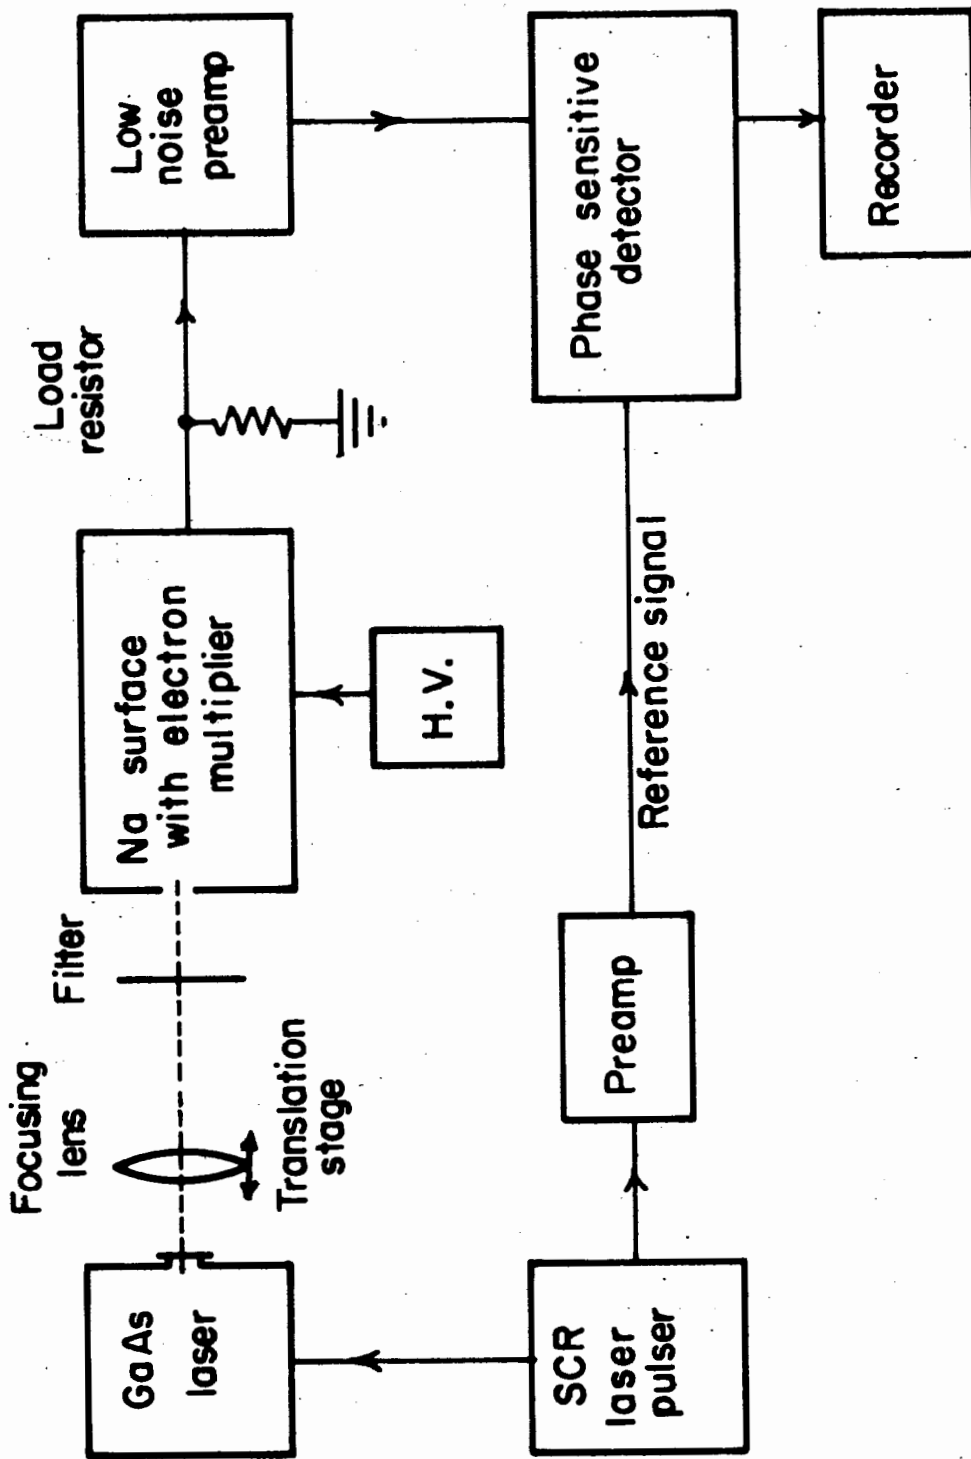 Focusing
lens
Filter
Load
resistor
GaAs
laser
Translation
stage
Na surface
with electron
multiplier
Low
noise
preamp
H.V.
SCR
laser
pulser
Preamp
Reference signal
Phase sensitive
detector
Recorder